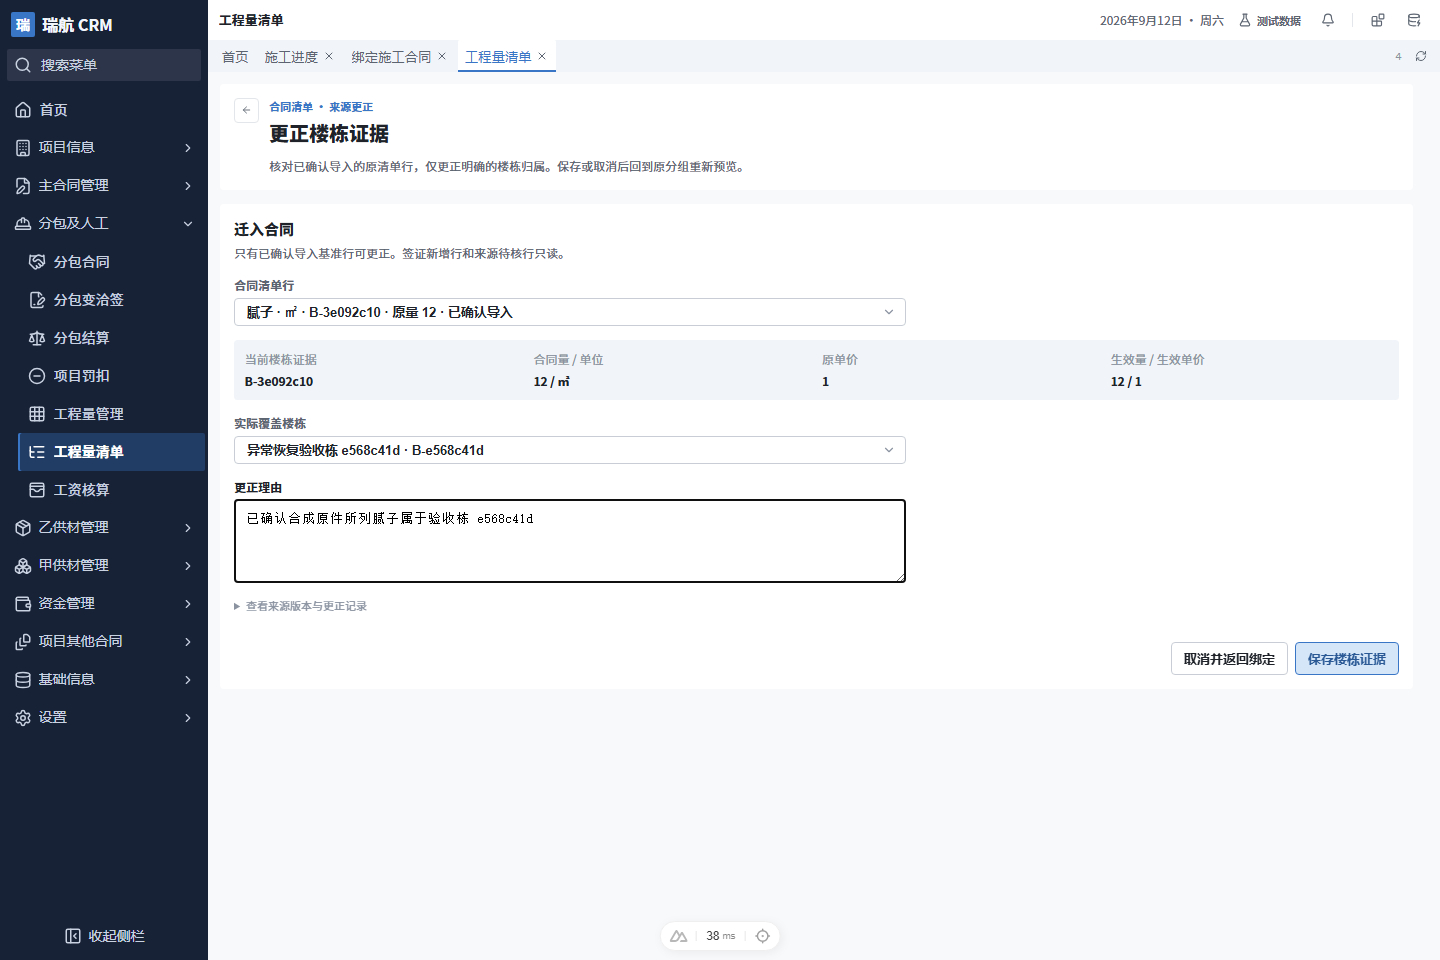 瑞 瑞航 CRM
搜索菜单
首页
项目信息
主合同管理
分包及人工
分包合同
分包变洽签
分包结算
项目罚扣
工程量管理
工程量清单
工资核算
乙供材管理
甲供材管理
资金管理
项目其他合同
基础信息
设置
收起侧栏
工程量清单
2026年9月12日 • 周六 测试数据
首页 施工进度 绑定施工合同 工程量清单 4
合同清单 • 来源更正
更正楼栋证据
核对已确认导入的原清单行，仅更正明确的楼栋归属。保存或取消后回到原分组重新预览。
迁入合同
只有已确认导入基准行可更正。签证新增行和来源待核行只读。
合同清单行
腻子 · ㎡ · B-3e092c10 · 原量 12 · 已确认导入
当前楼栋证据 合同量 / 单位 原单价 生效量 / 生效单价
B-3e092c10 12 / ㎡ 1 12 / 1
实际覆盖楼栋
异常恢复验收栋 e568c41d · B-e568c41d
更正理由
已确认合成原件所列腻子属于验收栋 e568c41d
查看来源版本与更正记录
取消并返回绑定 保存楼栋证据
38 ms